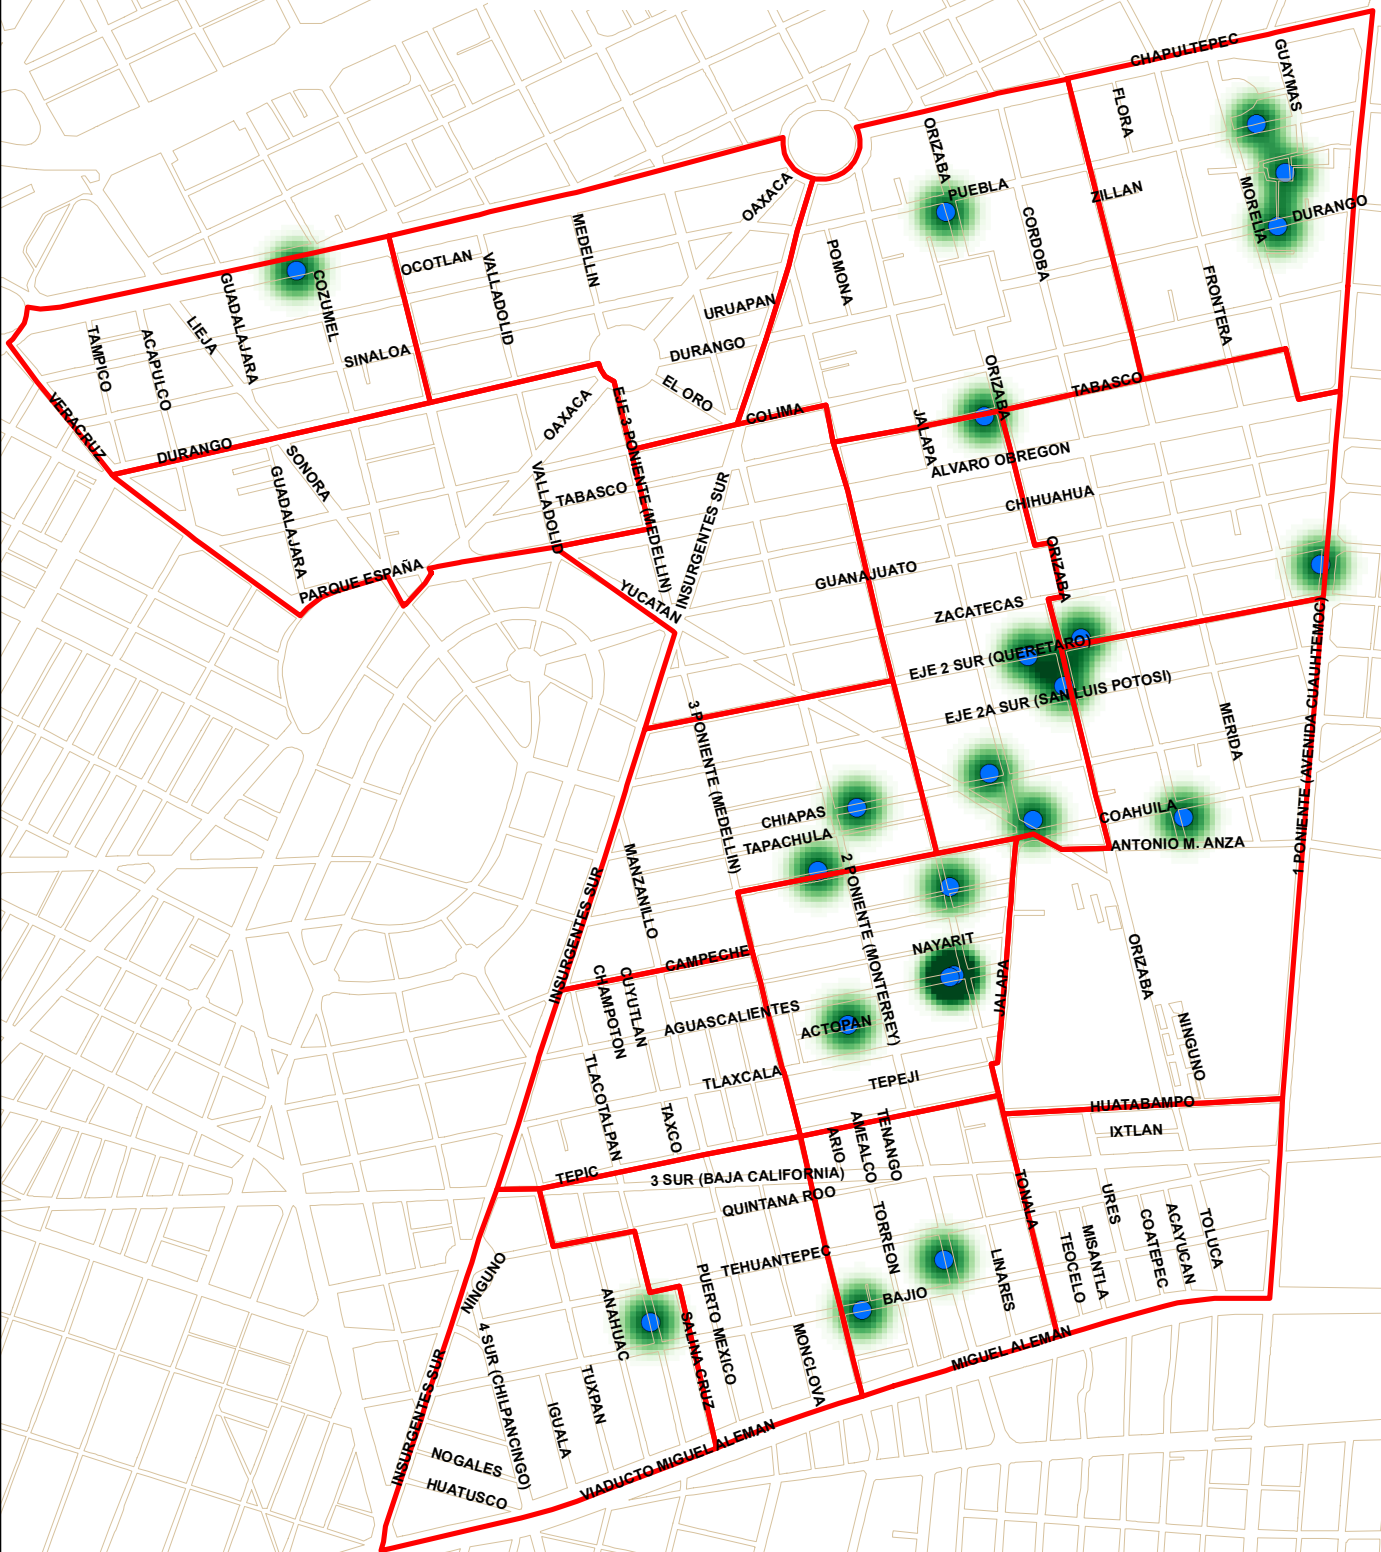 CHAPULTEPEC
GUAYMAS
FLORA
ORIZABA
PUEBLA
ZILLAN
MORELIA
DURANGO
OAXACA
CORDOBA
MEDELLIN
POMONA
OCOTLAN
VALLADOLID
FRONTERA
COZUMEL
GUADALAJARA
URUAPAN
LIEJA
TAMPICO
ACAPULCO
SINALOA
DURANGO
EL ORO
ORIZABA
TABASCO
VERACRUZ
OAXACA
EJE 3 PONIENTE (MEDELLIN)
COLIMA
JALAPA
DURANGO
SONORA
ALVARO OBREGON
GUADALAJARA
VALLADOLID
TABASCO
INSURGENTES SUR
CHIHUAHUA
PARQUE ESPAÑA
ORIZABA
GUANAJUATO
YUCATAN
ZACATECAS
1 PONIENTE (AVENIDA CUAUHTEMOC)
EJE 2 SUR (QUERETARO)
EJE 2A SUR (SAN LUIS POTOSI)
3 PONIENTE (MEDELLIN)
MERIDA
CHIAPAS
COAHUILA
TAPACHULA
ANTONIO M. ANZA
MANZANILLO
2 PONIENTE (MONTERREY)
INSURGENTES SUR
NAYARIT
ORIZABA
CAMPECHE
JALAPA
CHAMPOTON
CUYUTLAN
AGUASCALIENTES
ACTOPAN
NINGUNO
TLACOTALPAN
TLAXCALA
TEPEJI
TAXCO
HUATABAMPO
IXTLAN
ARIO
AMEALCO
TENANGO
TEPIC
3 SUR (BAJA CALIFORNIA)
TONALA
QUINTANA ROO
URES
COATEPEC
ACAYUCAN
TOLUCA
TORREON
TEOCELO
MISANTLA
NINGUNO
TEHUANTEPEC
LINARES
PUERTO MEXICO
ANAHUAC
BAJIO
SALINA CRUZ
MONCLOVA
4 SUR (CHILPANCINGO)
MIGUEL ALEMAN
INSURGENTES SUR
TUXPAN
IGUALA
VIADUCTO MIGUEL ALEMAN
NOGALES
HUATUSCO